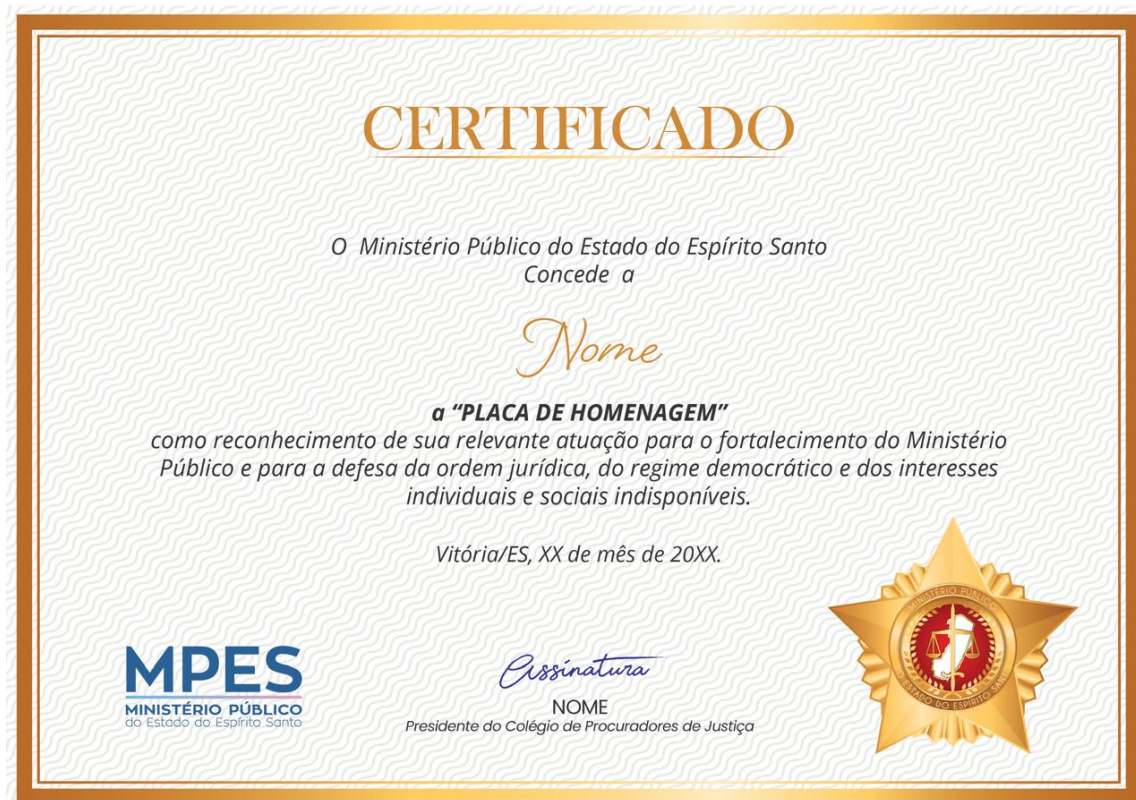 CERTIFICADO
O Ministério Público do Estado do Espírito Santo
Concede a
Nome
a “PLACA DE HOMENAGEM”
como reconhecimento de sua relevante atuação para o fortalecimento do Ministério
Público e para a defesa da ordem jurídica, do regime democrático e dos interesses
individuais e sociais indisponíveis.
Vitória/ES, XX de mês de 20XX.
MPES
MINISTÉRIO PÚBLICO
do Estado do Espírito Santo
Assinatura
NOME
Presidente do Colégio de Procuradores de Justiça
MINISTÉRIO PÚBLICO
ESTADO DO ESPÍRITO SANTO